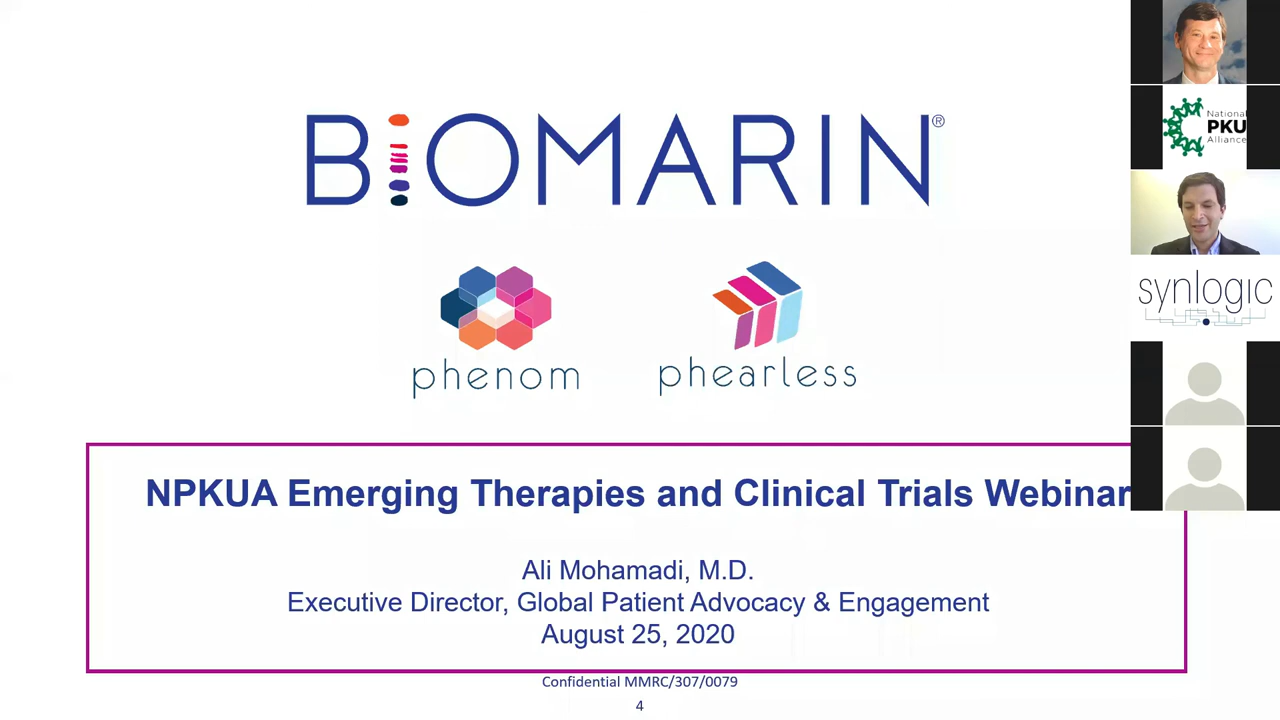 BIOMARIN®
phenom
phearless
NPKUA Emerging Therapies and Clinical Trials Webinar
Ali Mohamadi, M.D.
Executive Director, Global Patient Advocacy & Engagement
August 25, 2020
Confidential MMRC/307/0079
4
National
PKU
Alliance
synlogic